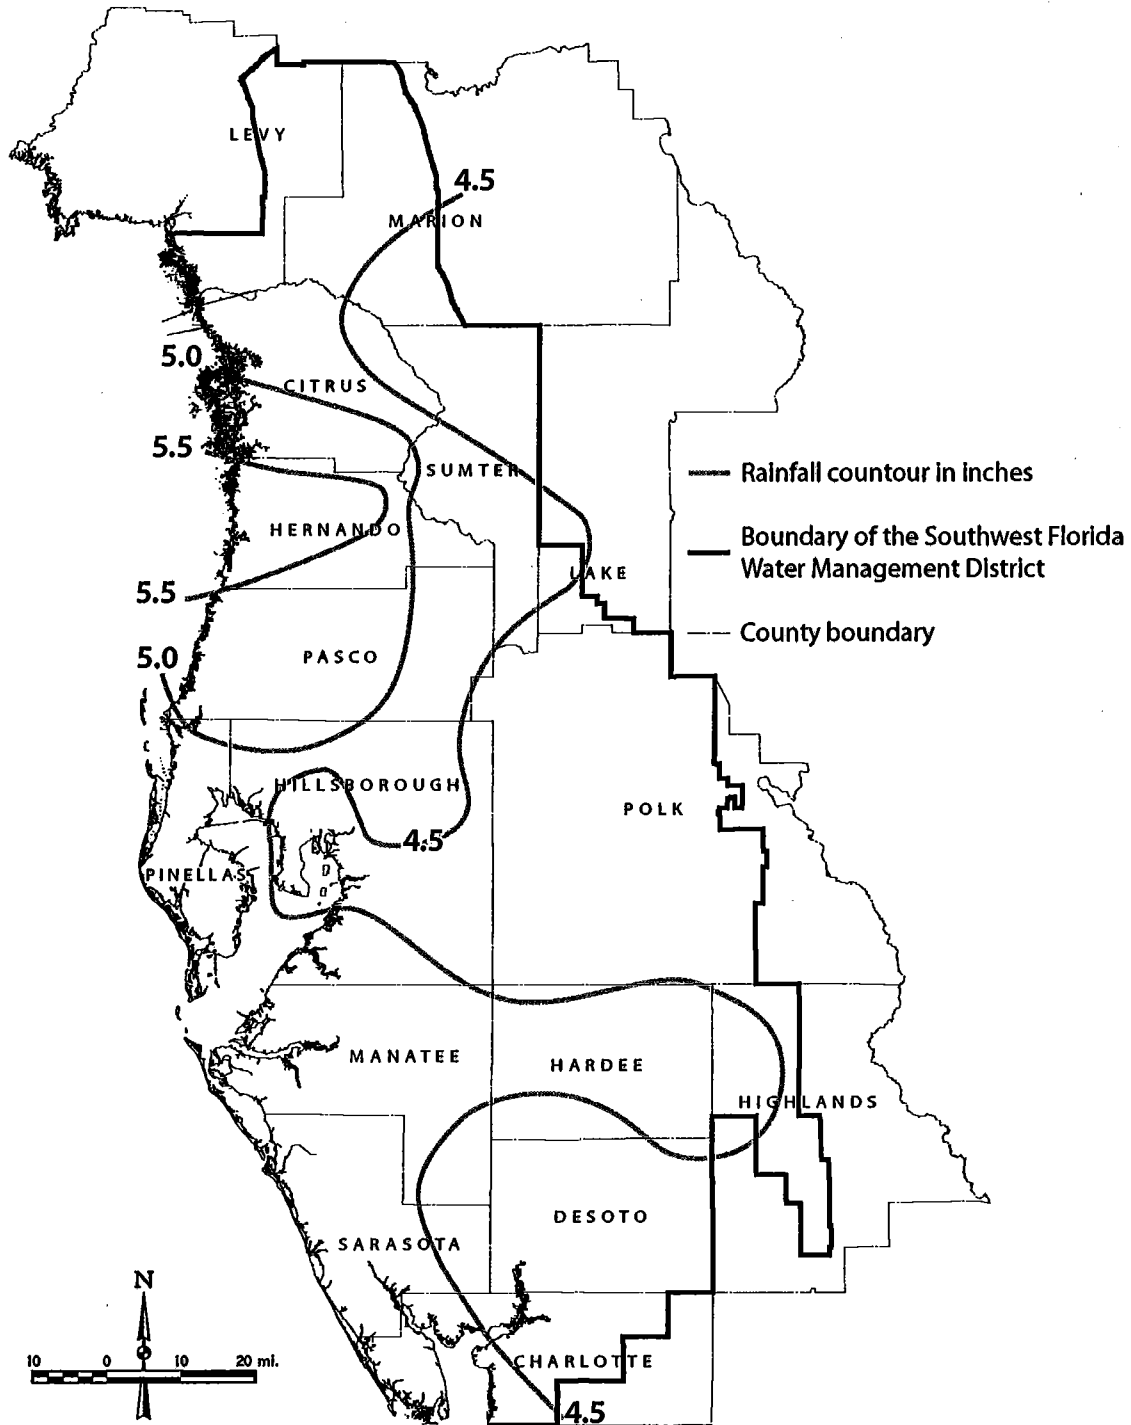 LEVY
4.5
MARION
5.0
CITRUS
5.5
SUMTER
Rainfall countour in inches
HERNANDO
Boundary of the Southwest Florida
Water Management District
LAKE
5.5
County boundary
5.0
PASCO
HILLSBOROUGH
POLK
4.5
PINELLAS
MANATEE
HARDEE
HIGHLANDS
DESOTO
SARASOTA
N
10 0 10 20 mi.
CHARLOTTE
4.5